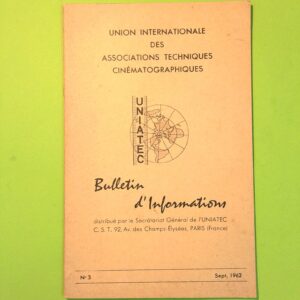 UNION INTERNATIONALE
DES
ASSOCIATIONS TECHNIQUES
CINÉMATOGRAPHIQUES
UNIATEC
Bulletin
d'Informations
distribué par le Secrétariat Général de l'UNIATEC
C. S. T. 92, Av. des Champs-Élysées, PARIS (France)
N° 3
Sept. 1962